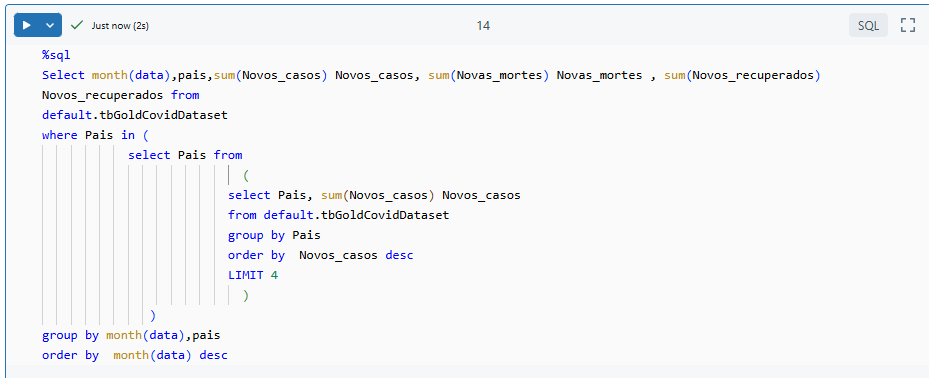 Just now (2s)
14
SQL
%sql
Select month(data),pais,sum(Novos_casos) Novos_casos, sum(Novas_mortes) Novas_mortes , sum(Novos_recuperados)
Novos_recuperados from
default.tbGoldCovidDataset
where Pais in (
select Pais from
(
select Pais, sum(Novos_casos) Novos_casos
from default.tbGoldCovidDataset
group by Pais
order by  Novos_casos desc
LIMIT 4
)
)
group by month(data),pais
order by  month(data) desc